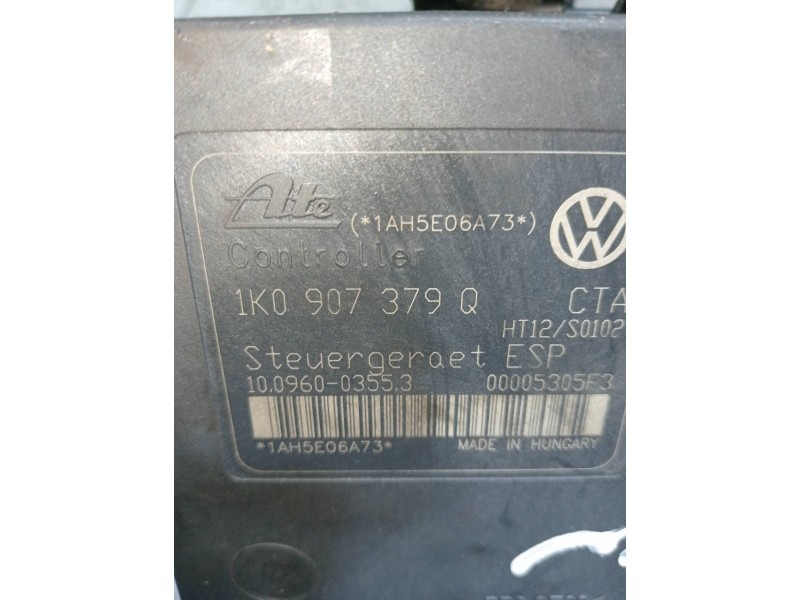 Ate (*1AH5E06A73*)
Controller
1K0 907 379 Q CTA
HT12/S0102
Steuergeraet ESP
10.0960-0355.3 00005305F3
*1AH5E06A73* MADE IN HUNGARY